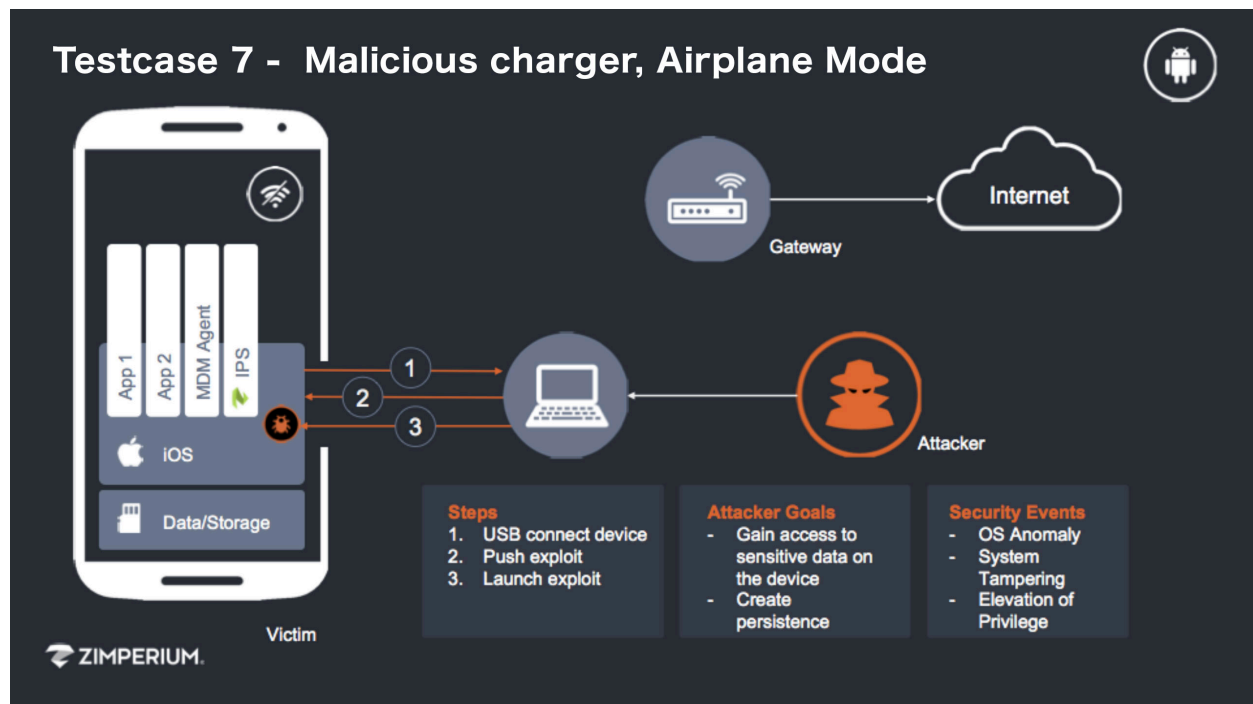 Testcase 7 - Malicious charger, Airplane Mode
Internet
Gateway
App 1
App 2
MDM Agent
IPS
1
2
3
iOS
Data/Storage
Victim
Attacker
Steps
1. USB connect device
2. Push exploit
3. Launch exploit
Attacker Goals
- Gain access to
sensitive data on
the device
- Create
persistence
Security Events
- OS Anomaly
- System
Tampering
- Elevation of
Privilege
ZIMPERIUM.